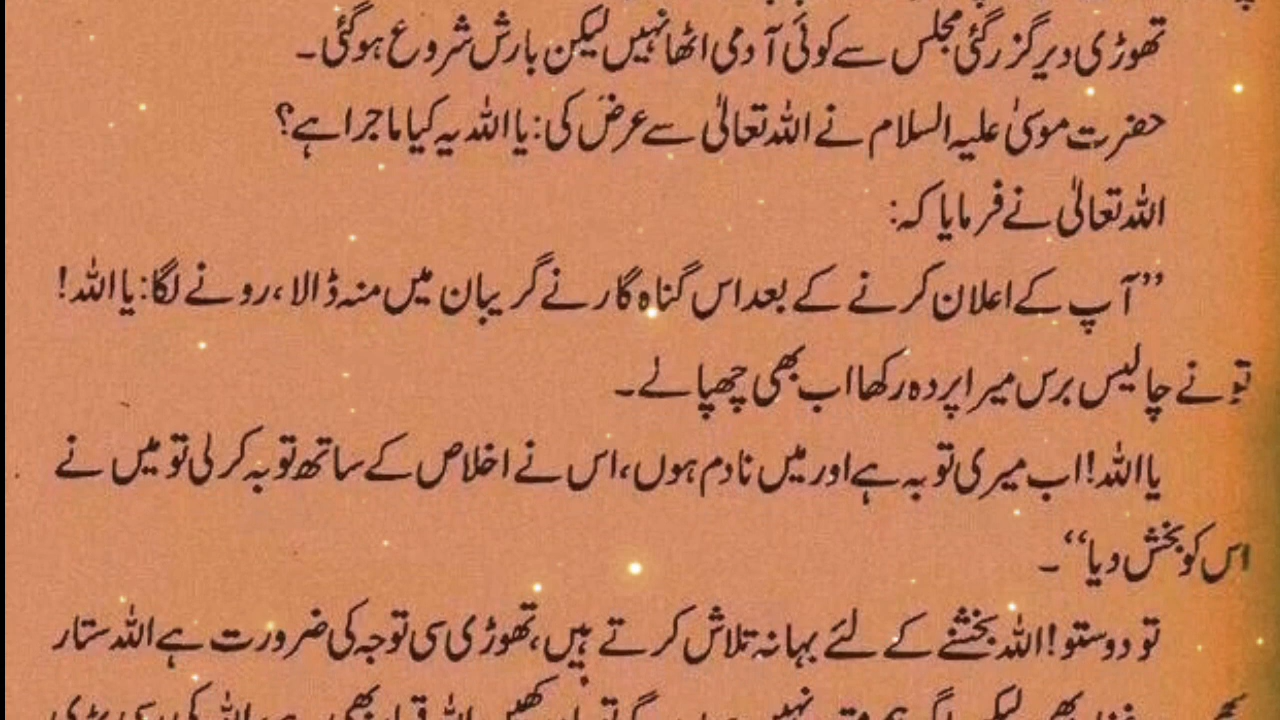 تھوڑی دیر گزر گئی مجلس سے کوئی آدمی اٹھا نہیں لیکن بارش شروع ہوگئی۔
حضرت موسیٰ علیہ السلام نے اللہ تعالیٰ سے عرض کی: یا اللہ یہ کیا ماجرا ہے؟
اللہ تعالیٰ نے فرمایا کہ:
”آپ کے اعلان کرنے کے بعد اس گناہ گار نے گریبان میں منہ ڈالا، رونے لگا: یا اللہ!
تو نے چالیس برس میرا پردہ رکھا اب بھی چھپا لے۔
یا اللہ! اب میری توبہ ہے اور میں نادم ہوں، اس نے اخلاص کے ساتھ توبہ کر لی تو میں نے
اس کو بخش دیا“۔
تو دوستو! اللہ بخشنے کے لئے بہانہ تلاش کرتے ہیں، تھوڑی سی توجہ کی ضرورت ہے اللہ ستار